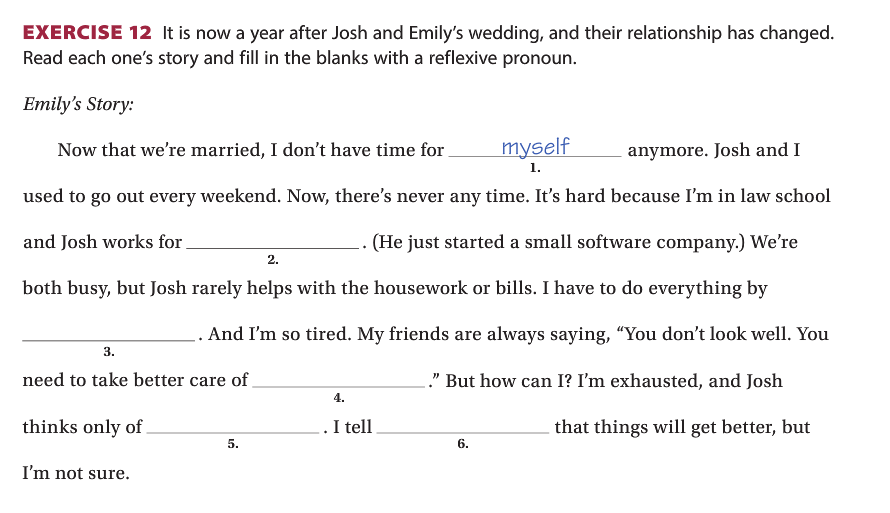 EXERCISE 12 It is now a year after Josh and Emily’s wedding, and their relationship has changed.
Read each one’s story and fill in the blanks with a reflexive pronoun.
Emily’s Story:
Now that we’re married, I don’t have time for myself anymore. Josh and I
1.
used to go out every weekend. Now, there’s never any time. It’s hard because I’m in law school
and Josh works for ____________. (He just started a small software company.) We’re
2.
both busy, but Josh rarely helps with the housework or bills. I have to do everything by
____________. And I’m so tired. My friends are always saying, “You don’t look well. You
3.
need to take better care of ____________.” But how can I? I’m exhausted, and Josh
4.
thinks only of ____________. I tell ____________ that things will get better, but
5. 6.
I’m not sure.